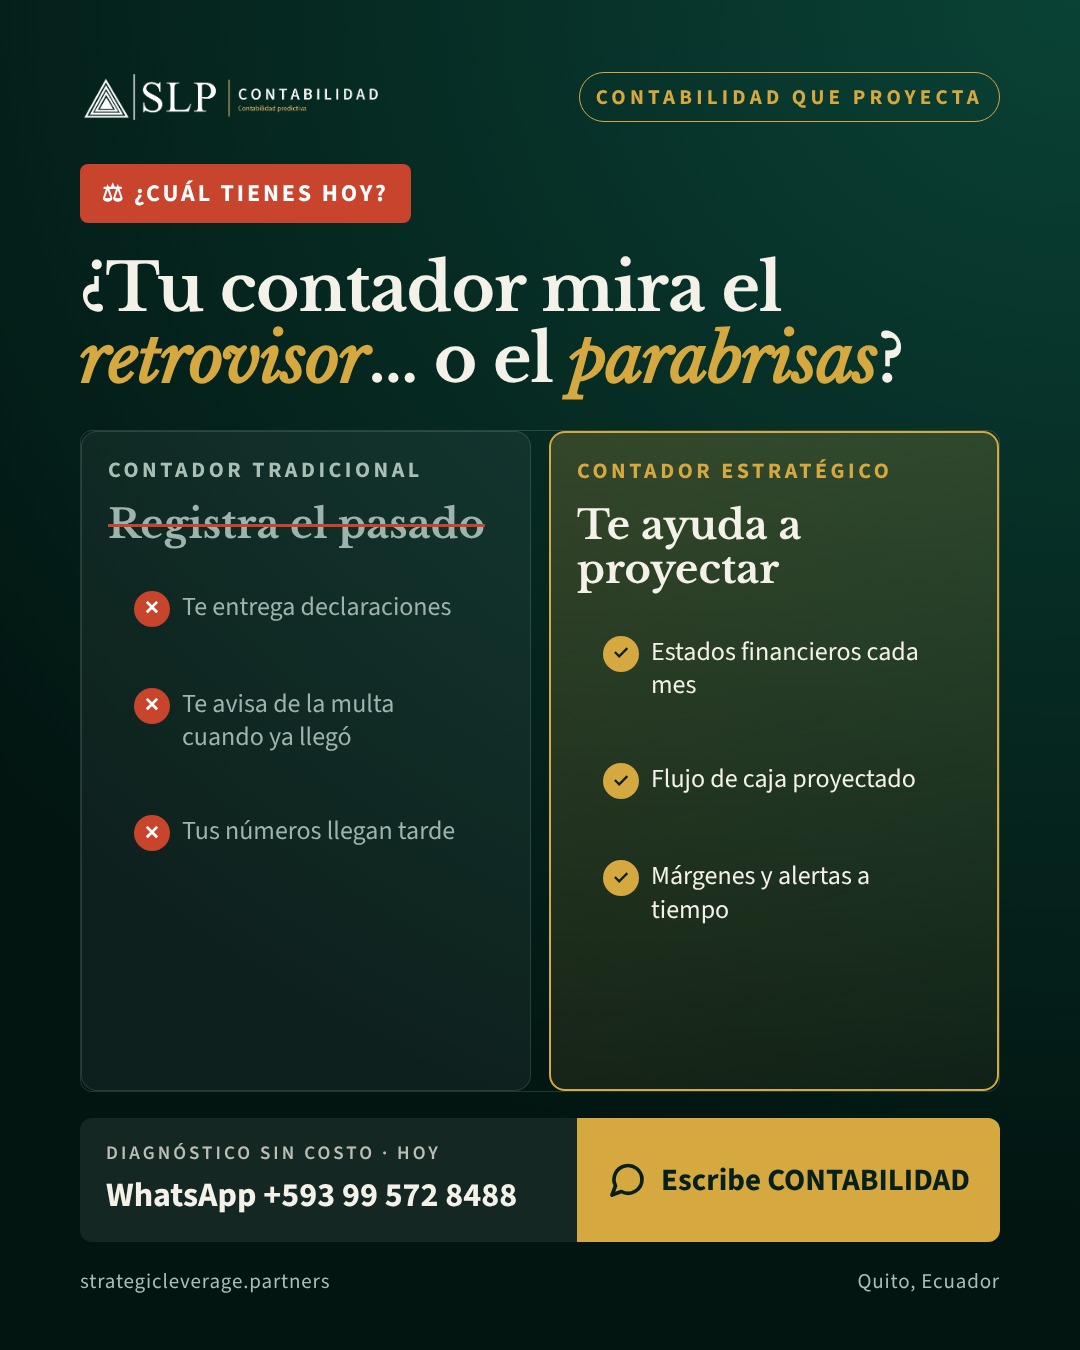 SLP
CONTABILIDAD
Contabilidad predictiva
CONTABILIDAD QUE PROYECTA
⚖ ¿CUÁL TIENES HOY?
¿Tu contador mira el
retrovisor... o el parabrisas?
CONTADOR TRADICIONAL
Registra el pasado
Te entrega declaraciones
Te avisa de la multa
cuando ya llegó
Tus números llegan tarde
CONTADOR ESTRATÉGICO
Te ayuda a
proyectar
Estados financieros cada
mes
Flujo de caja proyectado
Márgenes y alertas a
tiempo
DIAGNÓSTICO SIN COSTO · HOY
WhatsApp +593 99 572 8488
Escribe CONTABILIDAD
strategicleverage.partners
Quito, Ecuador